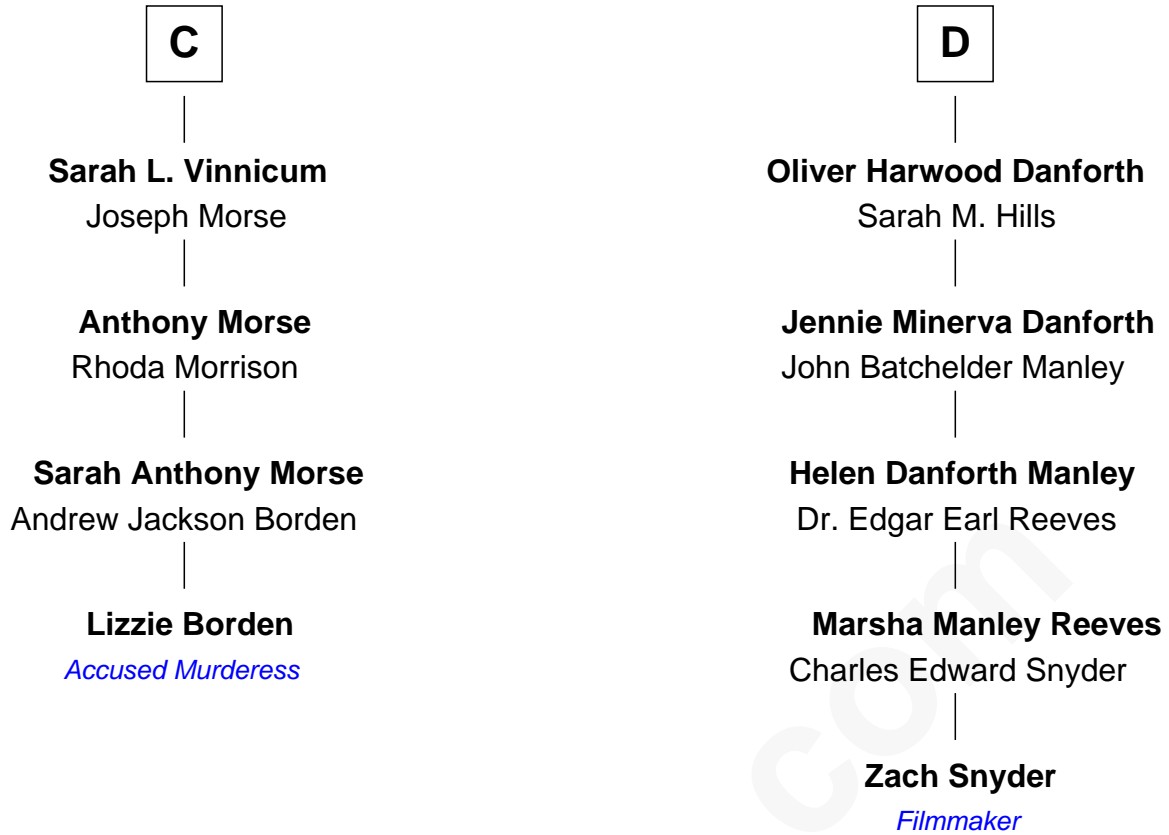 C
Sarah L. Vinnicum
Joseph Morse
Anthony Morse
Rhoda Morrison
Sarah Anthony Morse
Andrew Jackson Borden
Lizzie Borden
Accused Murderess
D
Oliver Harwood Danforth
Sarah M. Hills
Jennie Minerva Danforth
John Batchelder Manley
Helen Danforth Manley
Dr. Edgar Earl Reeves
Marsha Manley Reeves
Charles Edward Snyder
Zach Snyder
Filmmaker
com